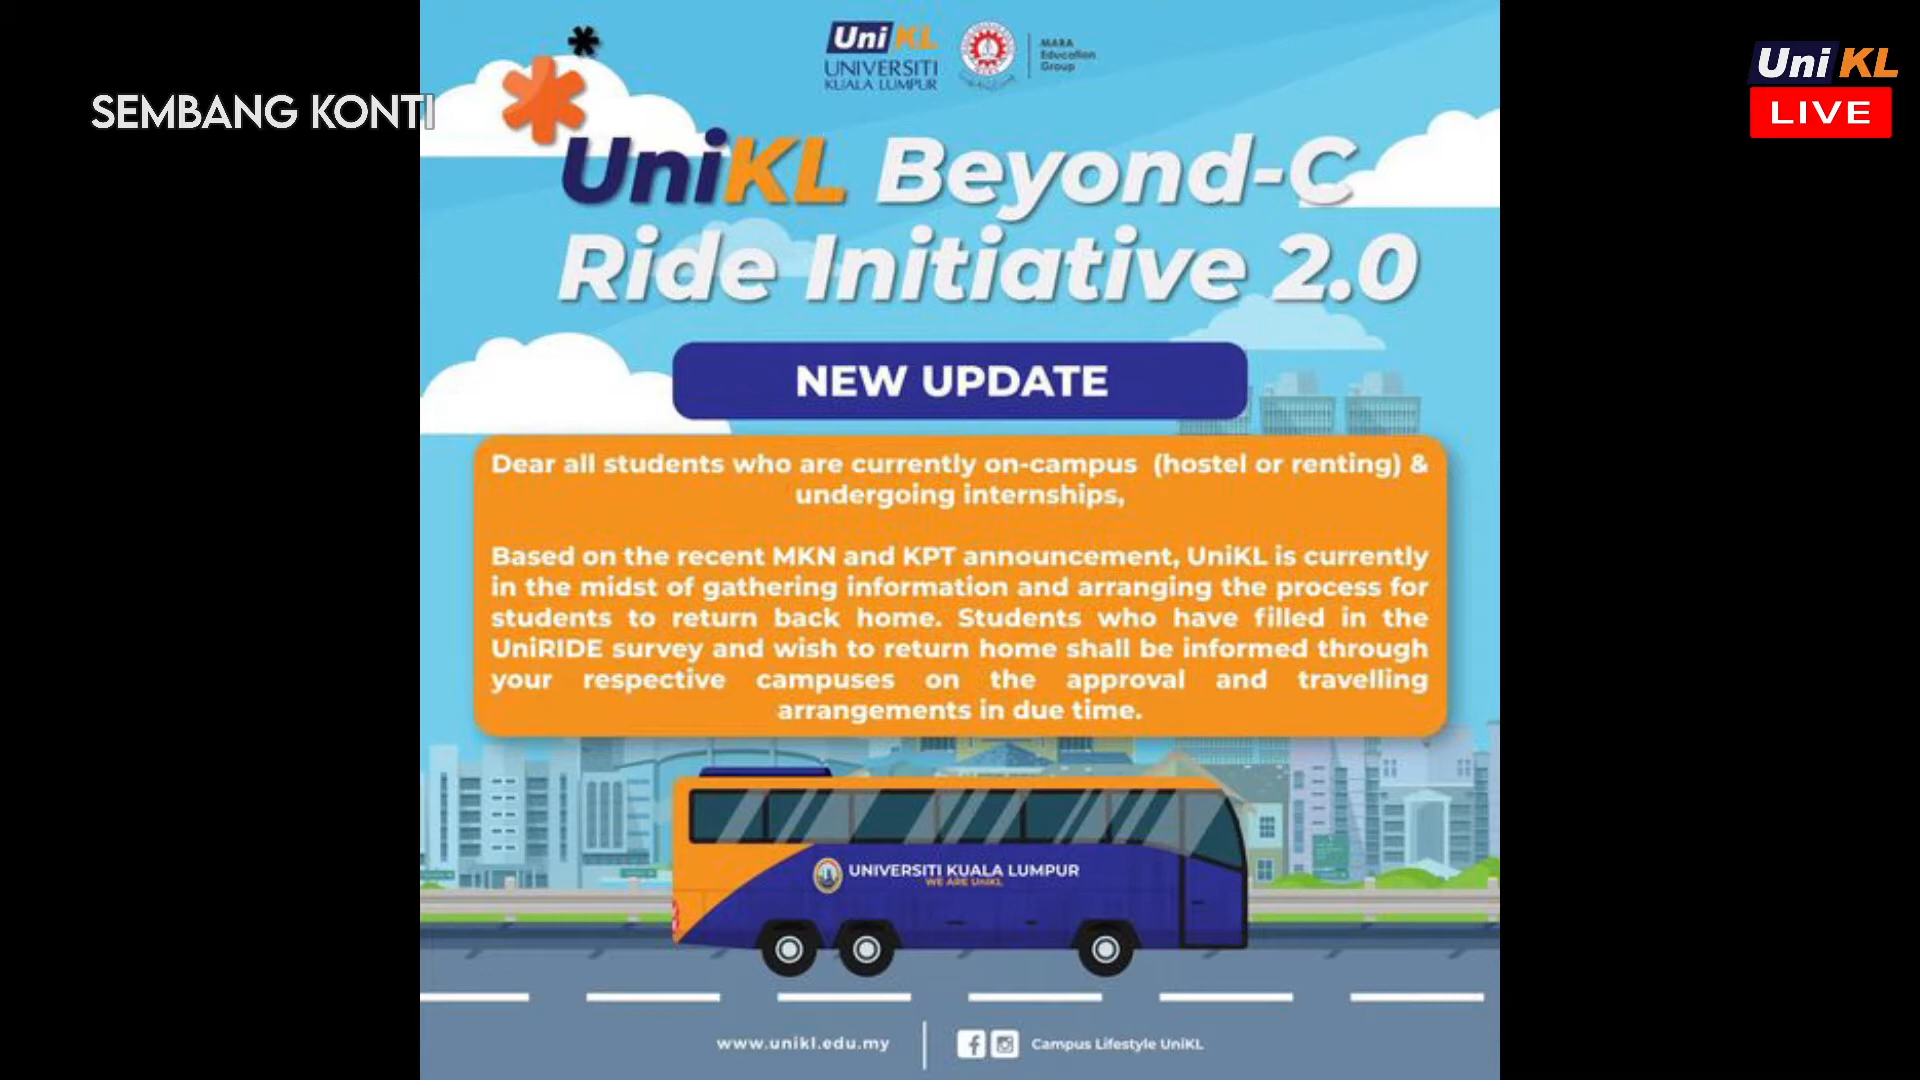 SEMBANG KONTI
UniKL
LIVE
UniKL
UNIVERSITI
KUALA LUMPUR
MARA
Education
Group
UniKL Beyond-C
Ride Initiative 2.0
NEW UPDATE
Dear all students who are currently on-campus (hostel or renting) &
undergoing internships,
Based on the recent MKN and KPT announcement, UniKL is currently
in the midst of gathering information and arranging the process for
students to return back home. Students who have filled in the
UniRIDE survey and wish to return home shall be informed through
your respective campuses on the approval and travelling
arrangements in due time.
UNIVERSITI KUALA LUMPUR
WE ARE UniKL
www.unikl.edu.my
Campus Lifestyle UniKL